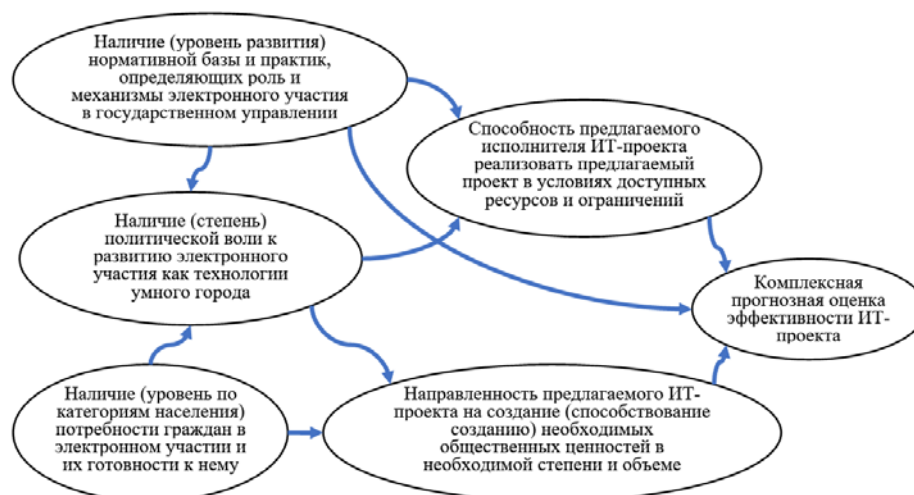 Наличие (уровень развития)
нормативной базы и практик,
определяющих роль и
механизмы электронного участия
в государственном управлении
Способность предлагаемого
исполнителя ИТ-проекта
реализовать предлагаемый
проект в условиях доступных
ресурсов и ограничений
Наличие (степень)
политической воли к
развитию электронного
участия как технологии
умного города
Комплексная
прогнозная оценка
эффективности ИТ-
проекта
Наличие (уровень по
категориям населения)
потребности граждан в
электронном участии и
их готовности к нему
Направленность предлагаемого ИТ-
проекта на создание (способствование
созданию) необходимых
общественных ценностей в
необходимой степени и объеме